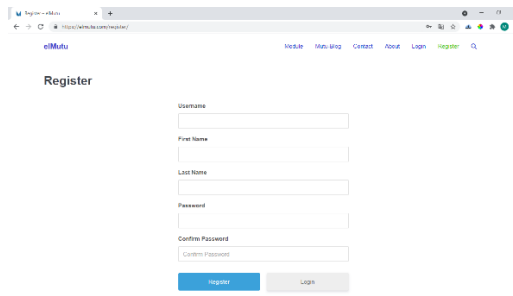 Register – elMutu
https://elmutu.com/register/
elMutu
Module Mutu Blog Contact About Login Register
Register
Username
First Name
Last Name
Password
Confirm Password
Confirm Password
Register Login